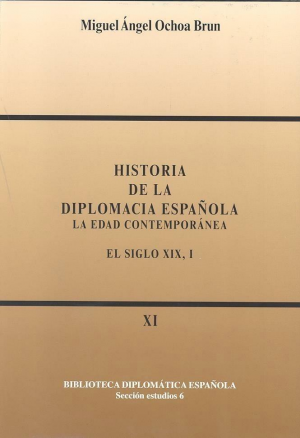 Miguel Ángel Ochoa Brun
HISTORIA
DE LA
DIPLOMACIA ESPAÑOLA
LA EDAD CONTEMPORÁNEA
EL SIGLO XIX, I
XI
BIBLIOTECA DIPLOMÁTICA ESPAÑOLA
Sección estudios 6